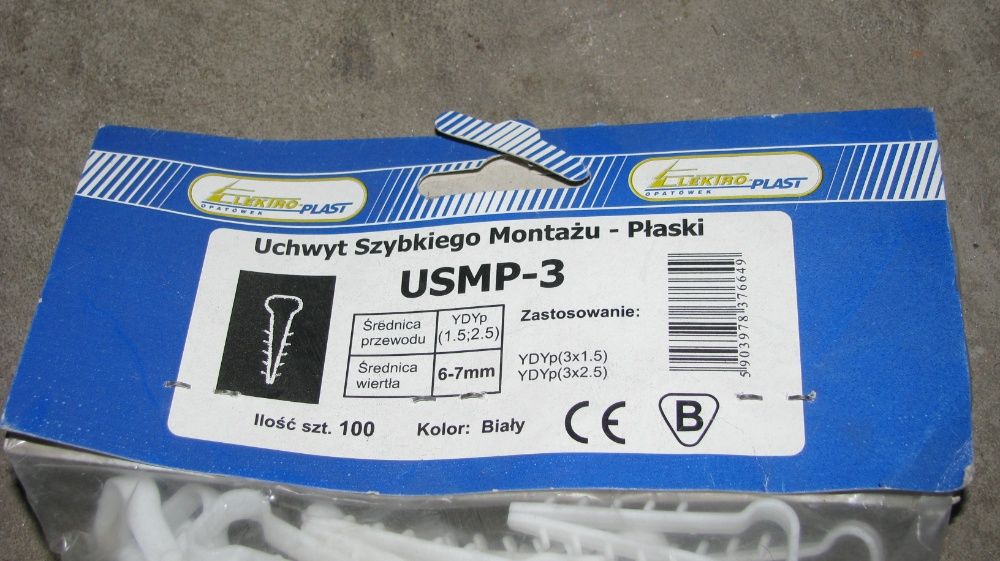 ELEKTRO-PLAST
OPATÓWEK
ELEKTRO-PLAST
OPATÓWEK
Uchwyt Szybkiego Montażu - Płaski
USMP-3
Średnica przewodu YDYp (1.5;2.5)
Średnica wiertła 6-7mm
Zastosowanie:
YDYp(3x1.5)
YDYp(3x2.5)
5903978376649
Ilość szt. 100 Kolor: Biały
CE B